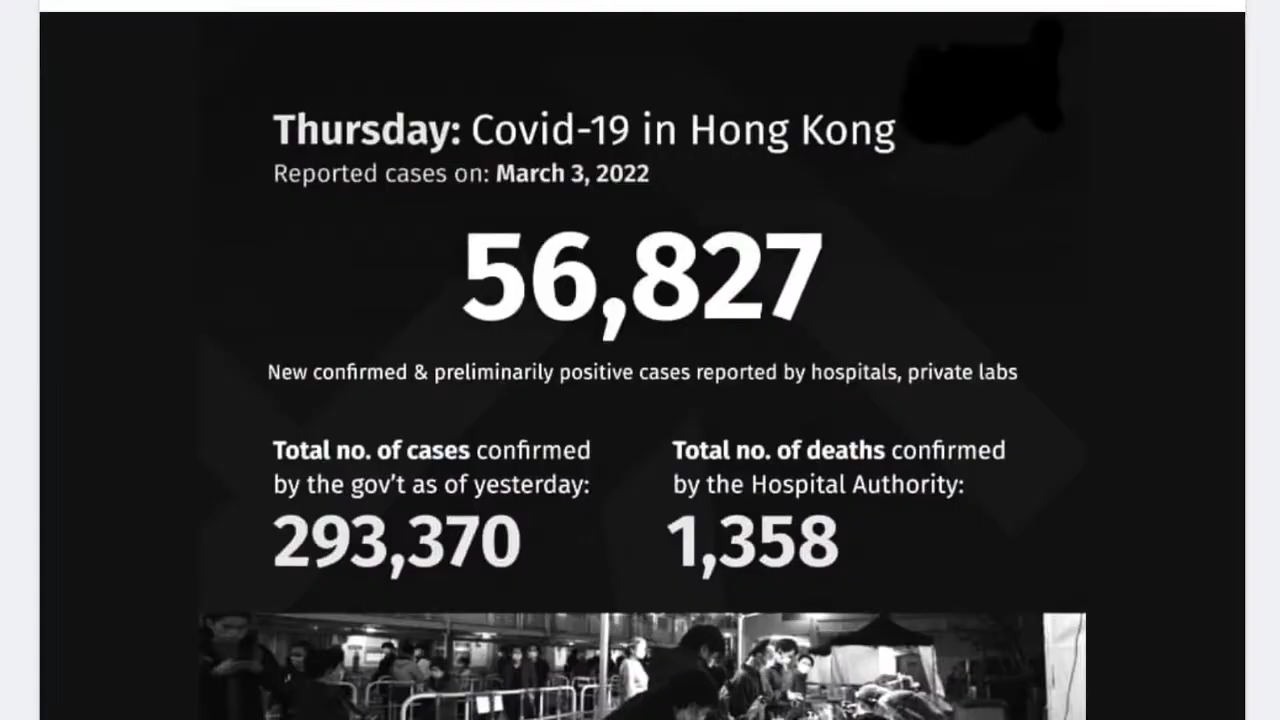 Thursday: Covid-19 in Hong Kong
Reported cases on: March 3, 2022
56,827
New confirmed & preliminarily positive cases reported by hospitals, private labs
Total no. of cases confirmed
by the gov't as of yesterday:
293,370
Total no. of deaths confirmed
by the Hospital Authority:
1,358